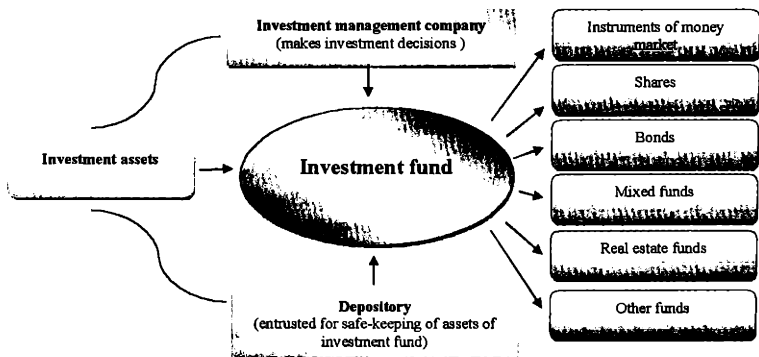 Investment management company
(makes investment decisions )
Investment assets
Investment fund
Depository
(entrusted for safe-keeping of assets of
investment fund)
Instruments of money
market
Shares
Bonds
Mixed funds
Real estate funds
Other funds